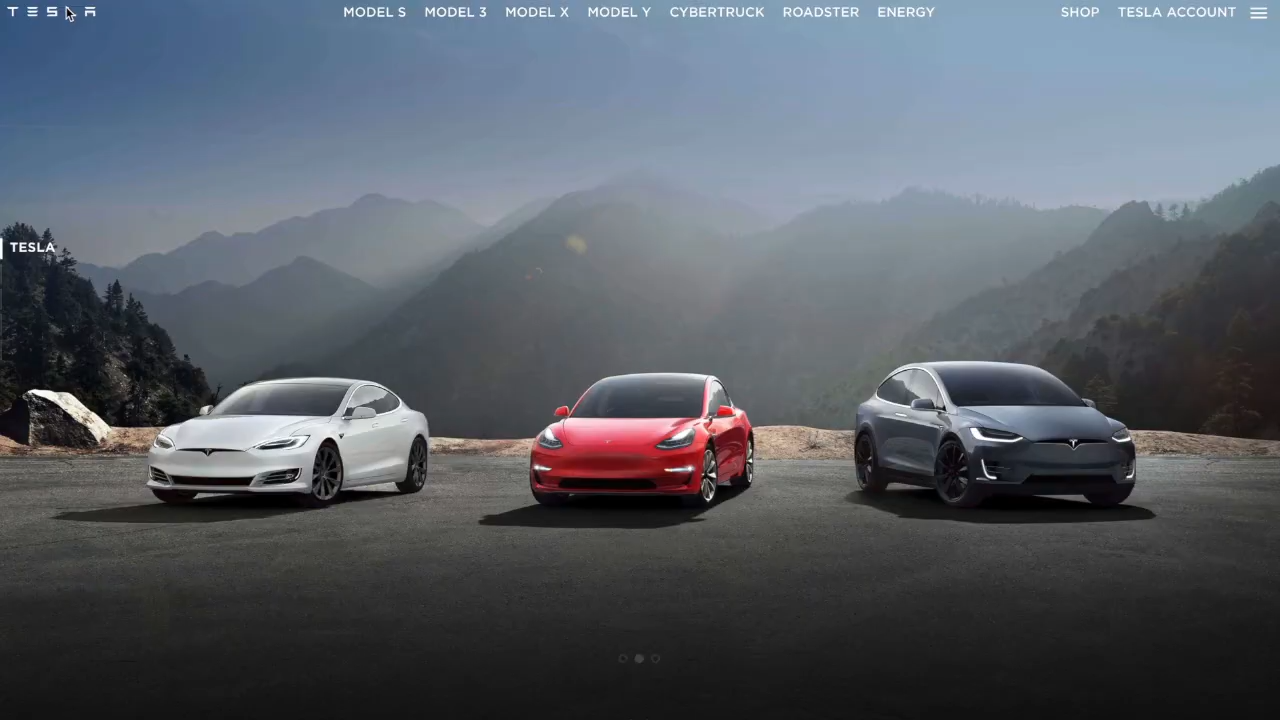 TESLA
MODEL S MODEL 3 MODEL X MODEL Y CYBERTRUCK ROADSTER ENERGY
SHOP TESLA ACCOUNT
TESLA